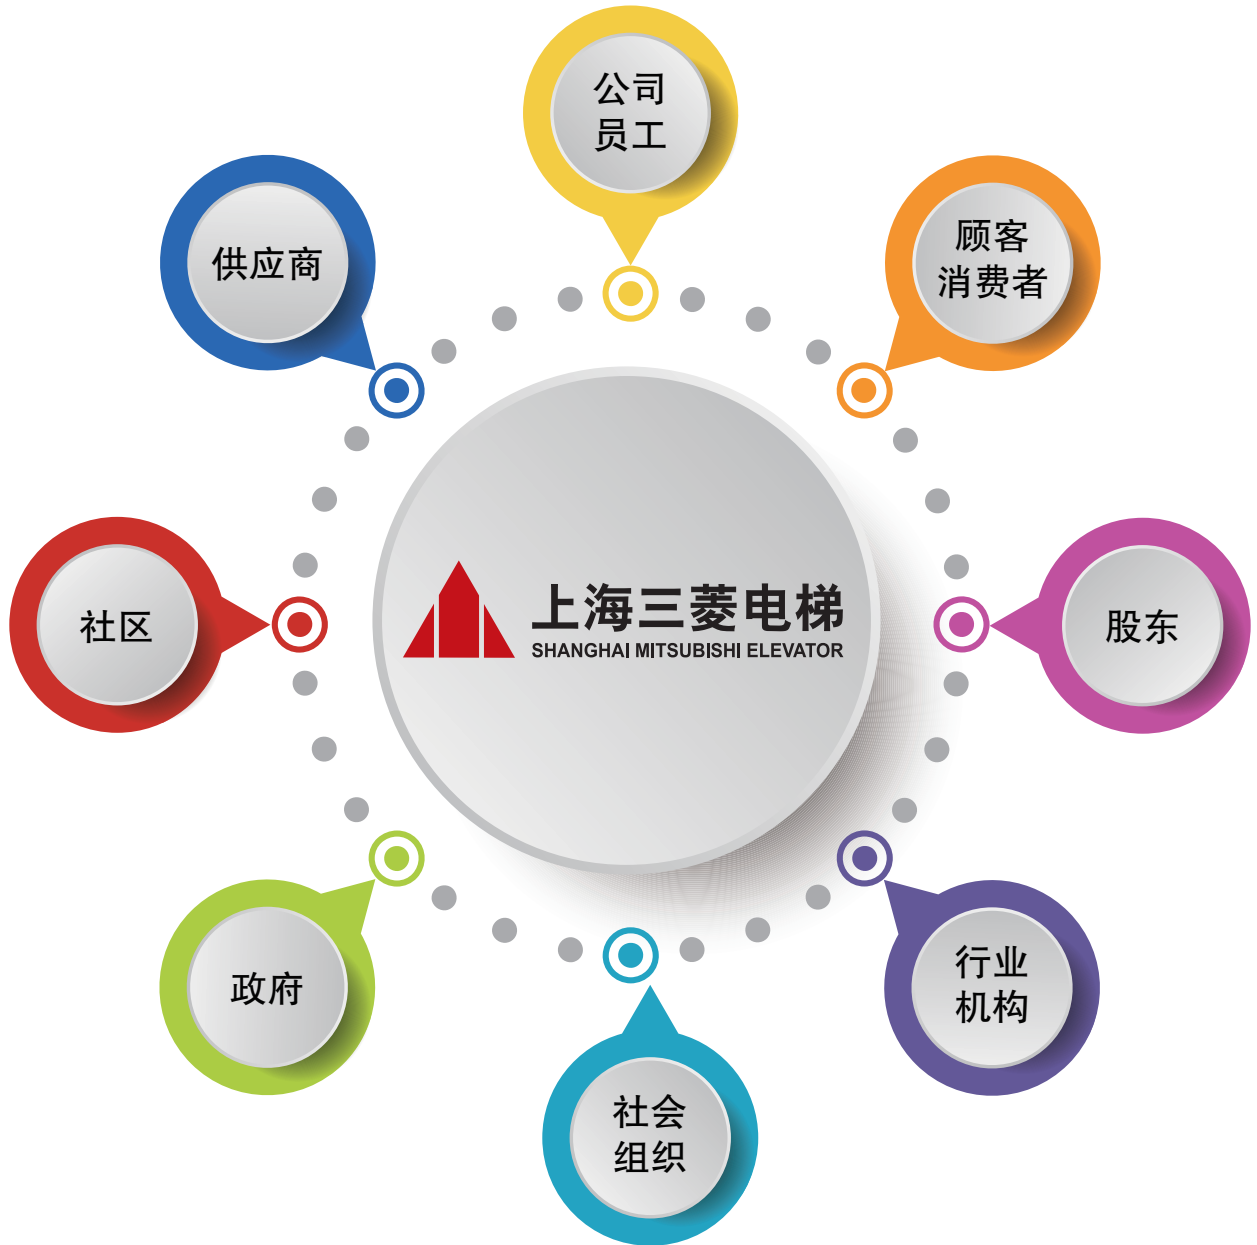 公司
员工
供应商
顾客
消费者
上海三菱电梯
SHANGHAI MITSUBISHI ELEVATOR
社区
股东
政府
行业
机构
社会
组织